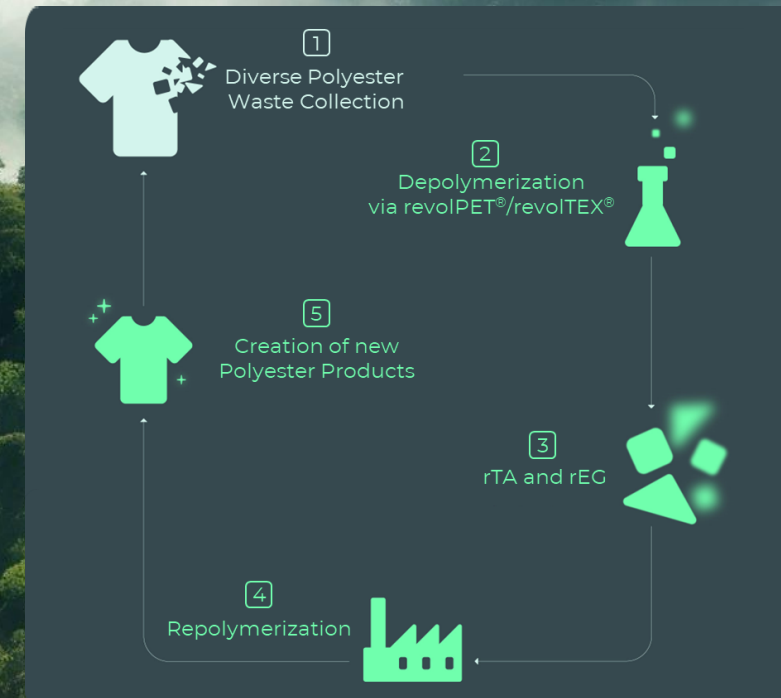 1
Diverse Polyester
Waste Collection
2
Depolymerization
via revolPET®/revolTEX®
3
rTA and rEG
4
Repolymerization
5
Creation of new
Polyester Products